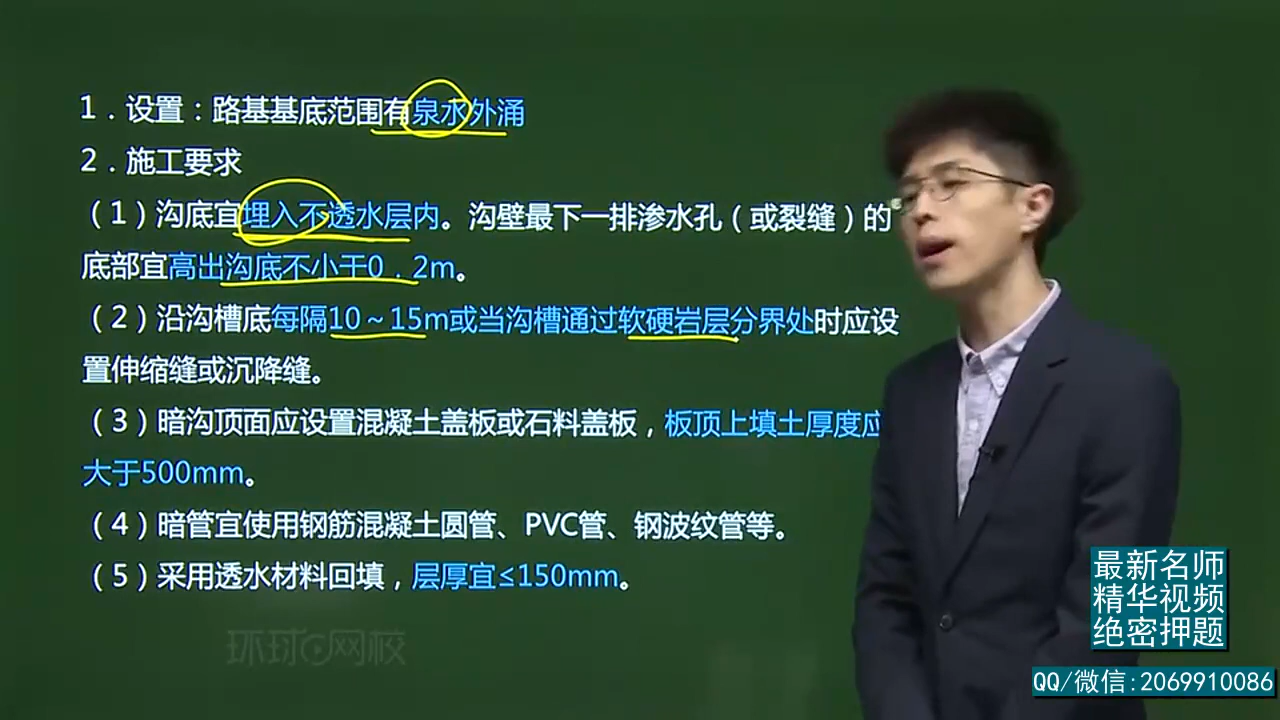 1．设置：路基基底范围有泉水外涌
2．施工要求
（1）沟底宜埋入不透水层内。沟壁最下一排渗水孔（或裂缝）的
底部宜高出沟底不小于0．2m。
（2）沿沟槽底每隔10～15m或当沟槽通过软硬岩层分界处时应设
置伸缩缝或沉降缝。
（3）暗沟顶面应设置混凝土盖板或石料盖板，板顶上填土厚度应
大于500mm。
（4）暗管宜使用钢筋混凝土圆管、PVC管、钢波纹管等。
（5）采用透水材料回填，层厚宜≤150mm。
环球网校
最新名师
精华视频
绝密押题
QQ/微信:2069910086